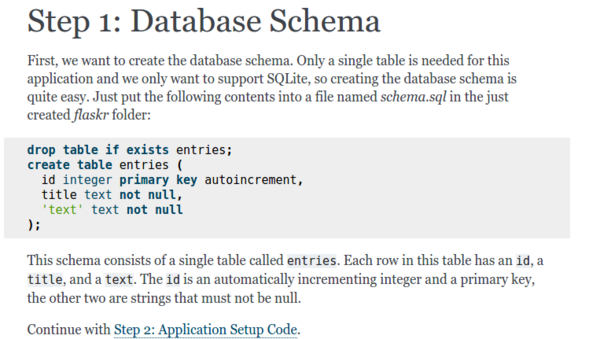 Step 1: Database Schema
First, we want to create the database schema. Only a single table is needed for this
application and we only want to support SQLite, so creating the database schema is
quite easy. Just put the following contents into a file named schema.sql in the just
created flaskr folder:
drop table if exists entries;
create table entries (
  id integer primary key autoincrement,
  title text not null,
  'text' text not null
);
This schema consists of a single table called entries. Each row in this table has an id, a
title, and a text. The id is an automatically incrementing integer and a primary key,
the other two are strings that must not be null.
Continue with Step 2: Application Setup Code.